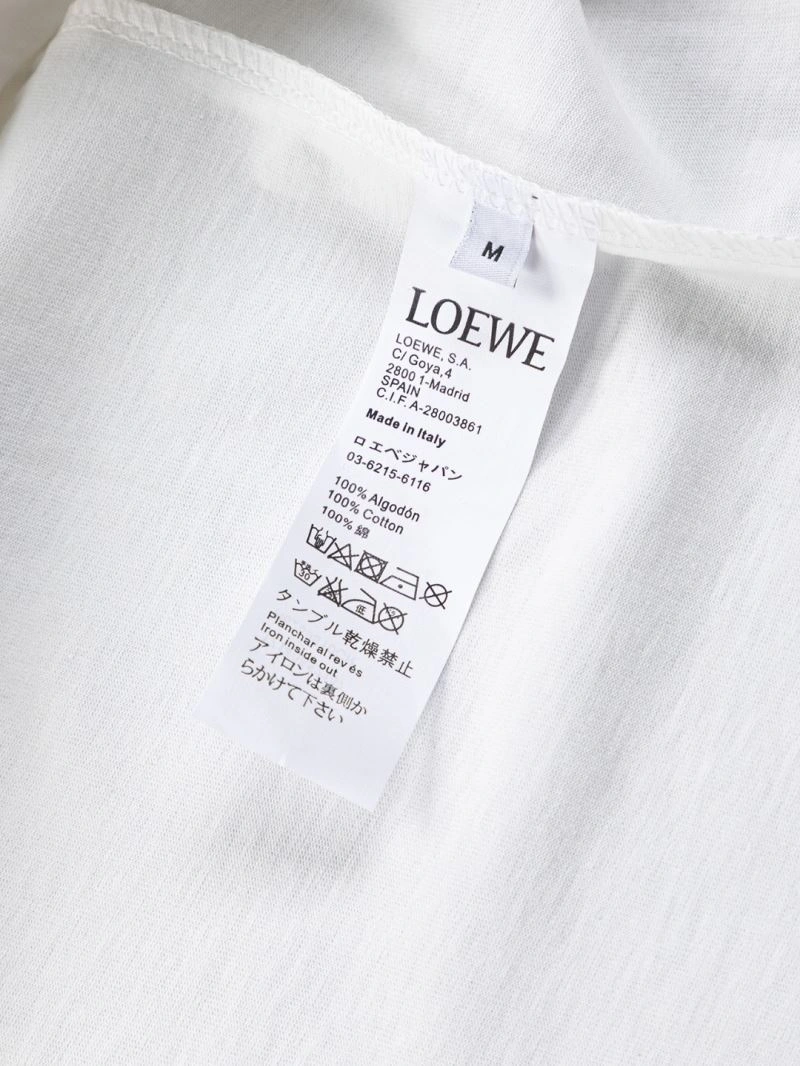 M
LOEWE
LOEWE, S.A.
C/ Goya,4
2800 1-Madrid
SPAIN
C.I.F. A-28003861
Made in Italy
ロエベジャパン
03-6215-6116
100% Algodón
100% Cotton
100% 綿
30
低
タンブル乾燥禁止
Planchar al rev és
Iron inside out
アイロンは裏側か
らかけて下さい